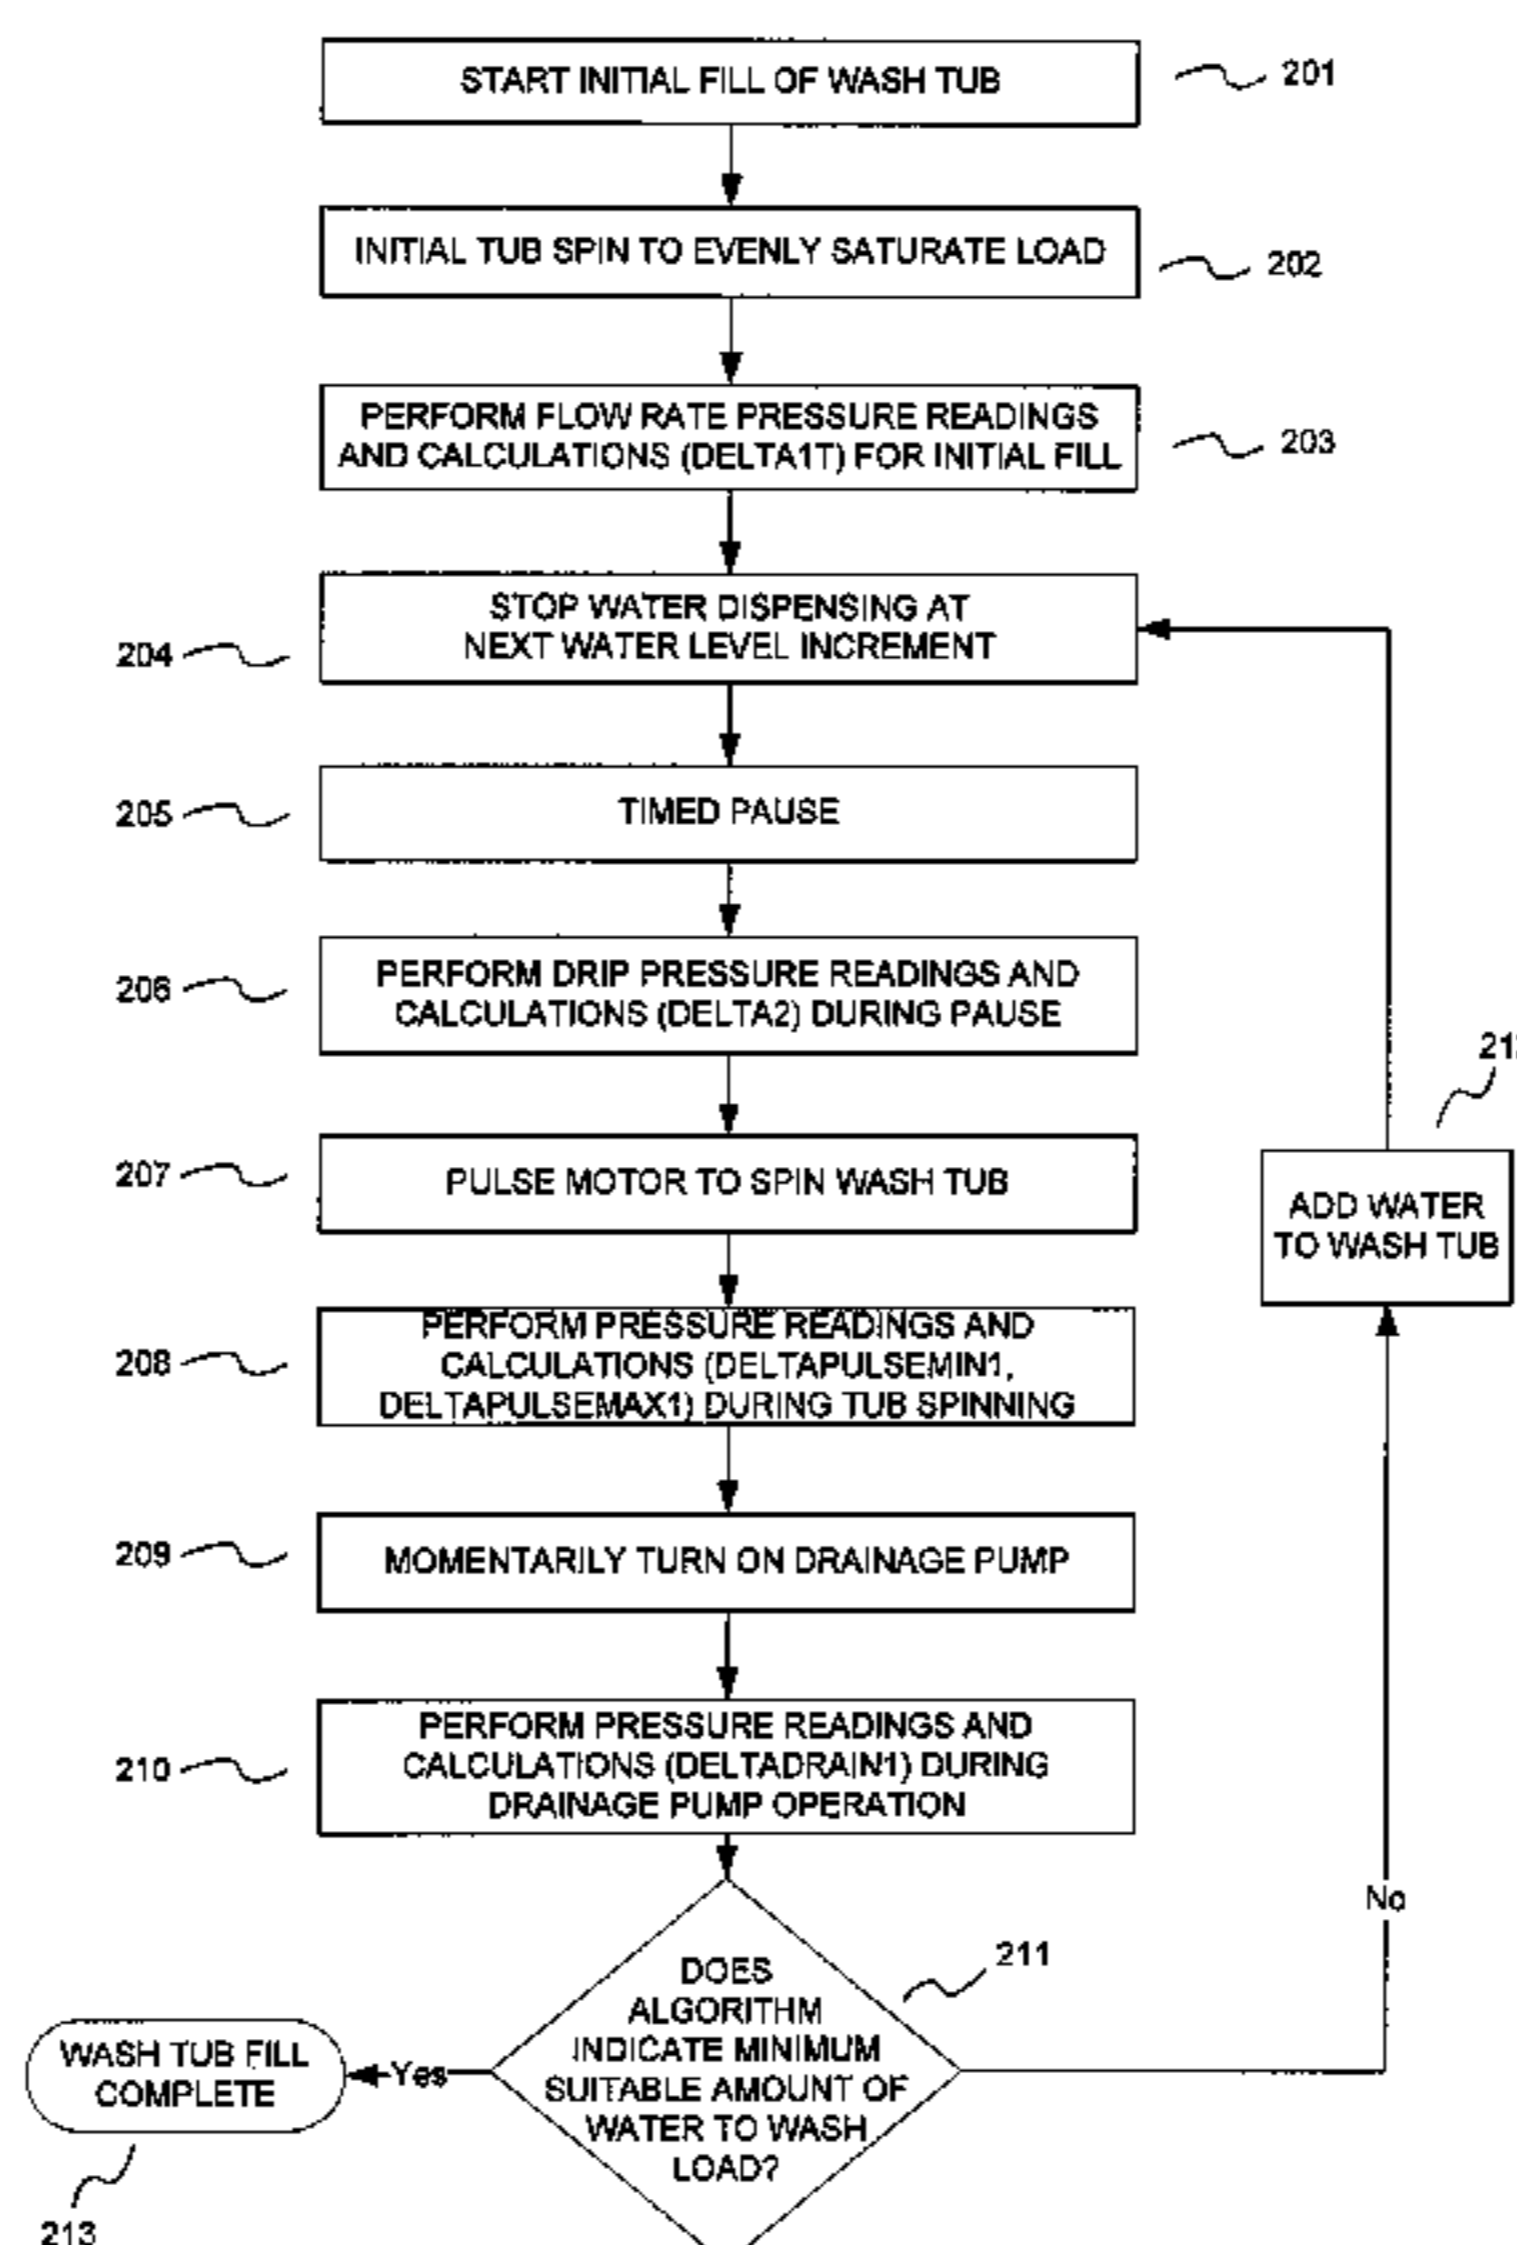 START INITIAL FILL OF WASH TUB
201
INITIAL TUB SPIN TO EVENLY SATURATE LOAD
202
PERFORM FLOW RATE PRESSURE READINGS
AND CALCULATIONS (DELTA1T) FOR INITIAL FILL
203
STOP WATER DISPENSING AT
NEXT WATER LEVEL INCREMENT
204
TIMED PAUSE
205
PERFORM DRIP PRESSURE READINGS AND
CALCULATIONS (DELTA2) DURING PAUSE
206
PULSE MOTOR TO SPIN WASH TUB
207
PERFORM PRESSURE READINGS AND
CALCULATIONS (DELTAPULSEMIN1,
DELTAPULSEMAX1) DURING TUB SPINNING
208
MOMENTARILY TURN ON DRAINAGE PUMP
209
PERFORM PRESSURE READINGS AND
CALCULATIONS (DELTADRAIN1) DURING
DRAINAGE PUMP OPERATION
210
DOES
ALGORITHM
INDICATE MINIMUM
SUITABLE AMOUNT OF
WATER TO WASH
LOAD?
211
No
ADD WATER
TO WASH TUB
Yes
WASH TUB FILL
COMPLETE
213